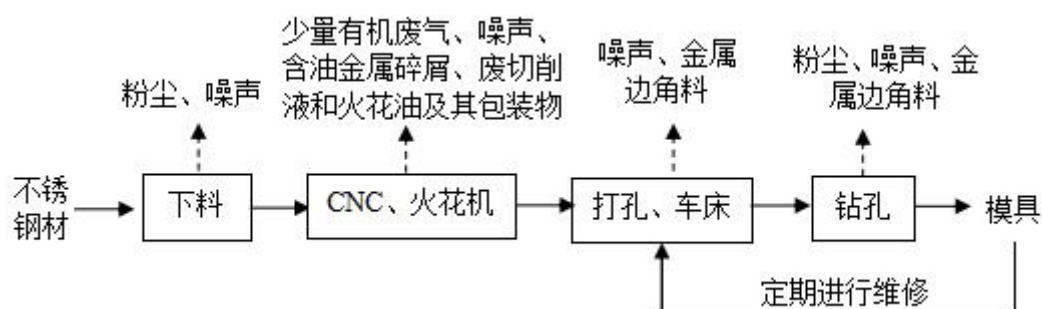 少量有机废气、噪声、
含油金属碎屑、废切削
液和火花油及其包装物
噪声、金属
边角料
粉尘、噪声、金
属边角料
粉尘、噪声
不锈
钢材
下料
CNC、火花机
打孔、车床
钻孔
模具
定期进行维修